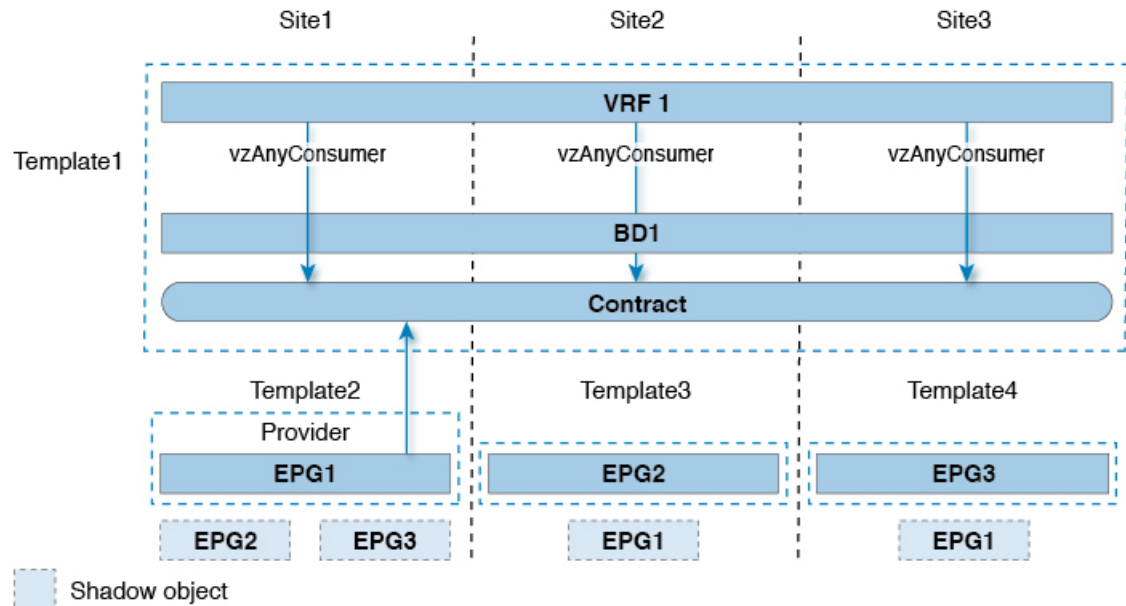 Site1 Site2 Site3
VRF 1
Template1
vzAnyConsumer vzAnyConsumer vzAnyConsumer
BD1
Contract
Template2 Template3 Template4
Provider
EPG1 EPG2 EPG3
EPG2 EPG3 EPG1 EPG1
Shadow object